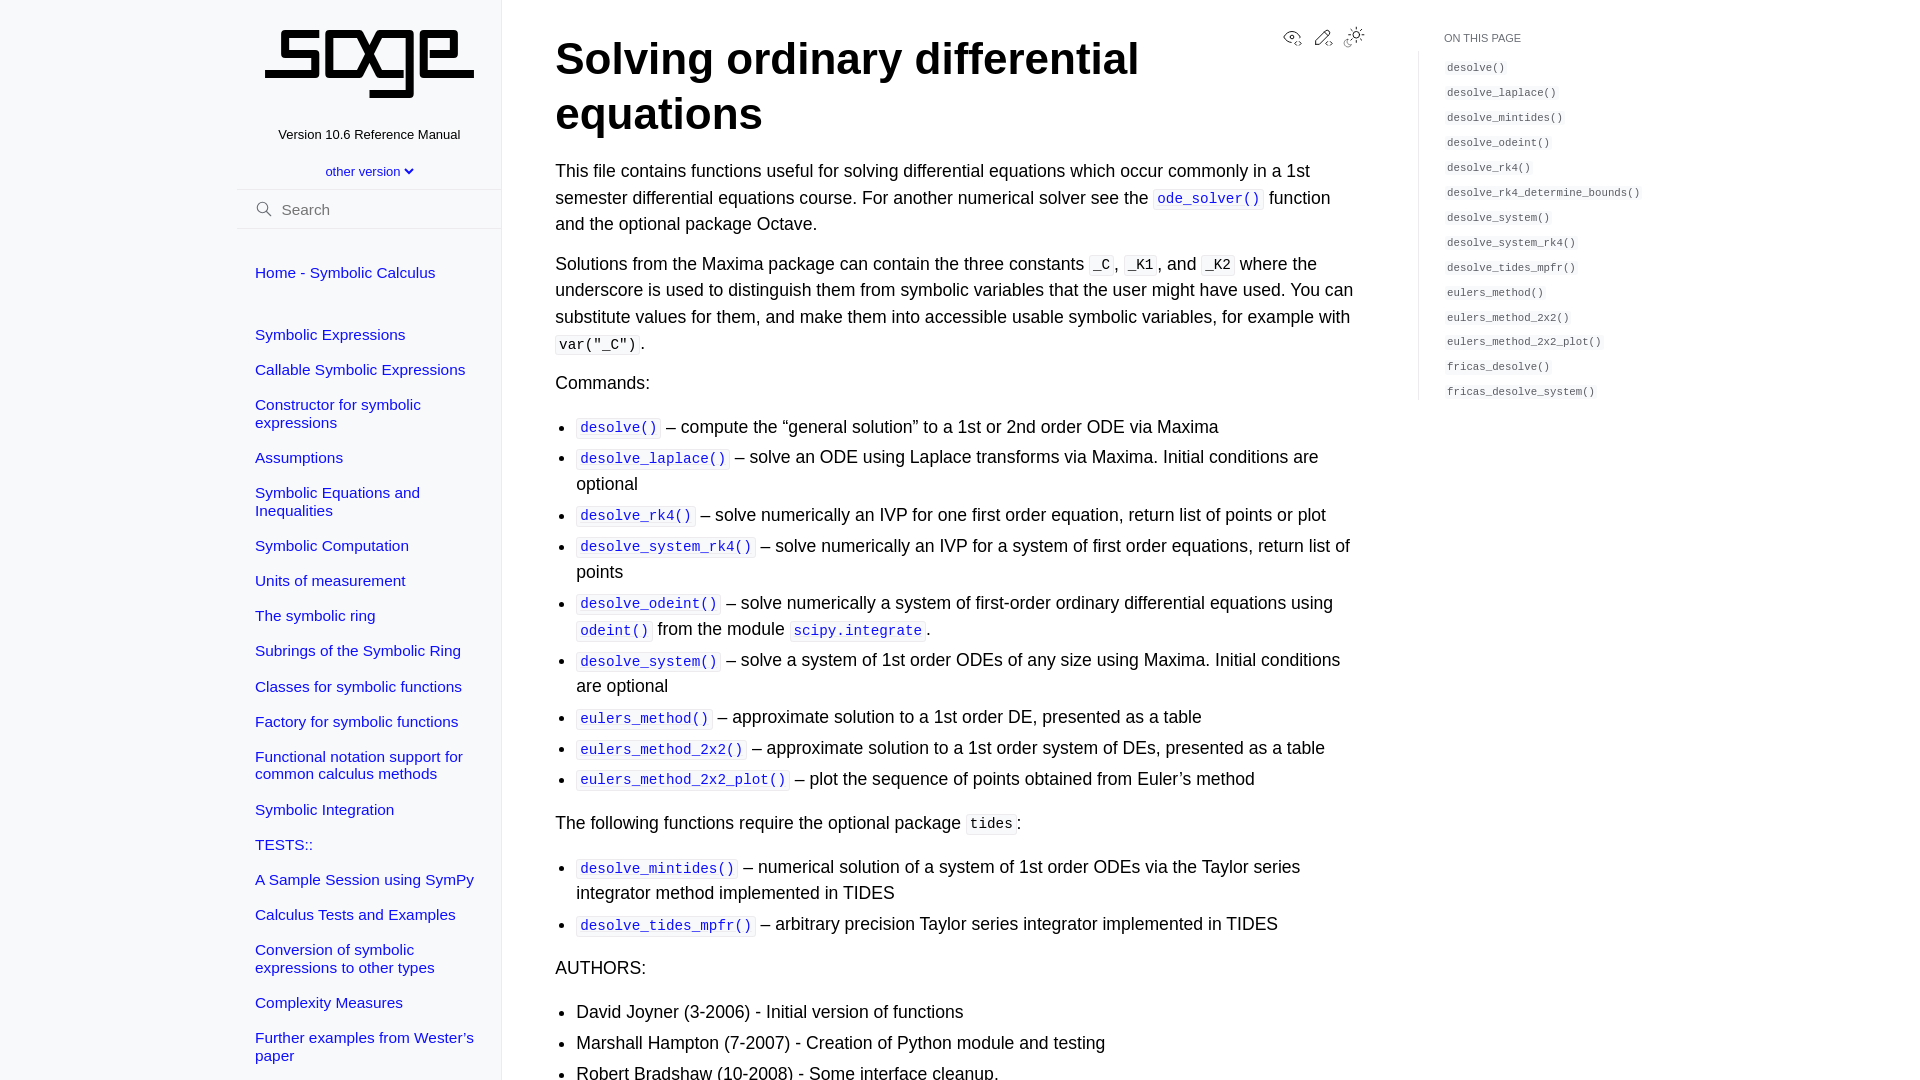 sage
Version 10.6 Reference Manual
other version
Search
Home - Symbolic Calculus
Symbolic Expressions
Callable Symbolic Expressions
Constructor for symbolic
expressions
Assumptions
Symbolic Equations and
Inequalities
Symbolic Computation
Units of measurement
The symbolic ring
Subrings of the Symbolic Ring
Classes for symbolic functions
Factory for symbolic functions
Functional notation support for
common calculus methods
Symbolic Integration
TESTS::
A Sample Session using SymPy
Calculus Tests and Examples
Conversion of symbolic
expressions to other types
Complexity Measures
Further examples from Wester’s
paper
Solving ordinary differential
equations
This file contains functions useful for solving differential equations which occur commonly in a 1st
semester differential equations course. For another numerical solver see the ode_solver() function
and the optional package Octave.
Solutions from the Maxima package can contain the three constants _C, _K1, and _K2 where the
underscore is used to distinguish them from symbolic variables that the user might have used. You can
substitute values for them, and make them into accessible usable symbolic variables, for example with
var("_C").
Commands:
• desolve() – compute the “general solution” to a 1st or 2nd order ODE via Maxima
• desolve_laplace() – solve an ODE using Laplace transforms via Maxima. Initial conditions are
optional
• desolve_rk4() – solve numerically an IVP for one first order equation, return list of points or plot
• desolve_system_rk4() – solve numerically an IVP for a system of first order equations, return list of
points
• desolve_odeint() – solve numerically a system of first-order ordinary differential equations using
odeint() from the module scipy.integrate.
• desolve_system() – solve a system of 1st order ODEs of any size using Maxima. Initial conditions
are optional
• eulers_method() – approximate solution to a 1st order DE, presented as a table
• eulers_method_2x2() – approximate solution to a 1st order system of DEs, presented as a table
• eulers_method_2x2_plot() – plot the sequence of points obtained from Euler’s method
The following functions require the optional package tides:
• desolve_mintides() – numerical solution of a system of 1st order ODEs via the Taylor series
integrator method implemented in TIDES
• desolve_tides_mpfr() – arbitrary precision Taylor series integrator implemented in TIDES
AUTHORS:
• David Joyner (3-2006) - Initial version of functions
• Marshall Hampton (7-2007) - Creation of Python module and testing
• Robert Bradshaw (10-2008) - Some interface cleanup.
ON THIS PAGE
desolve()
desolve_laplace()
desolve_mintides()
desolve_odeint()
desolve_rk4()
desolve_rk4_determine_bounds()
desolve_system()
desolve_system_rk4()
desolve_tides_mpfr()
eulers_method()
eulers_method_2x2()
eulers_method_2x2_plot()
fricas_desolve()
fricas_desolve_system()